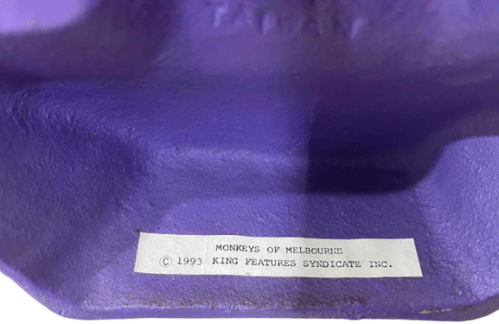 MONKEYS OF MELBOURNE
© 1993 KING FEATURES SYNDICATE INC.